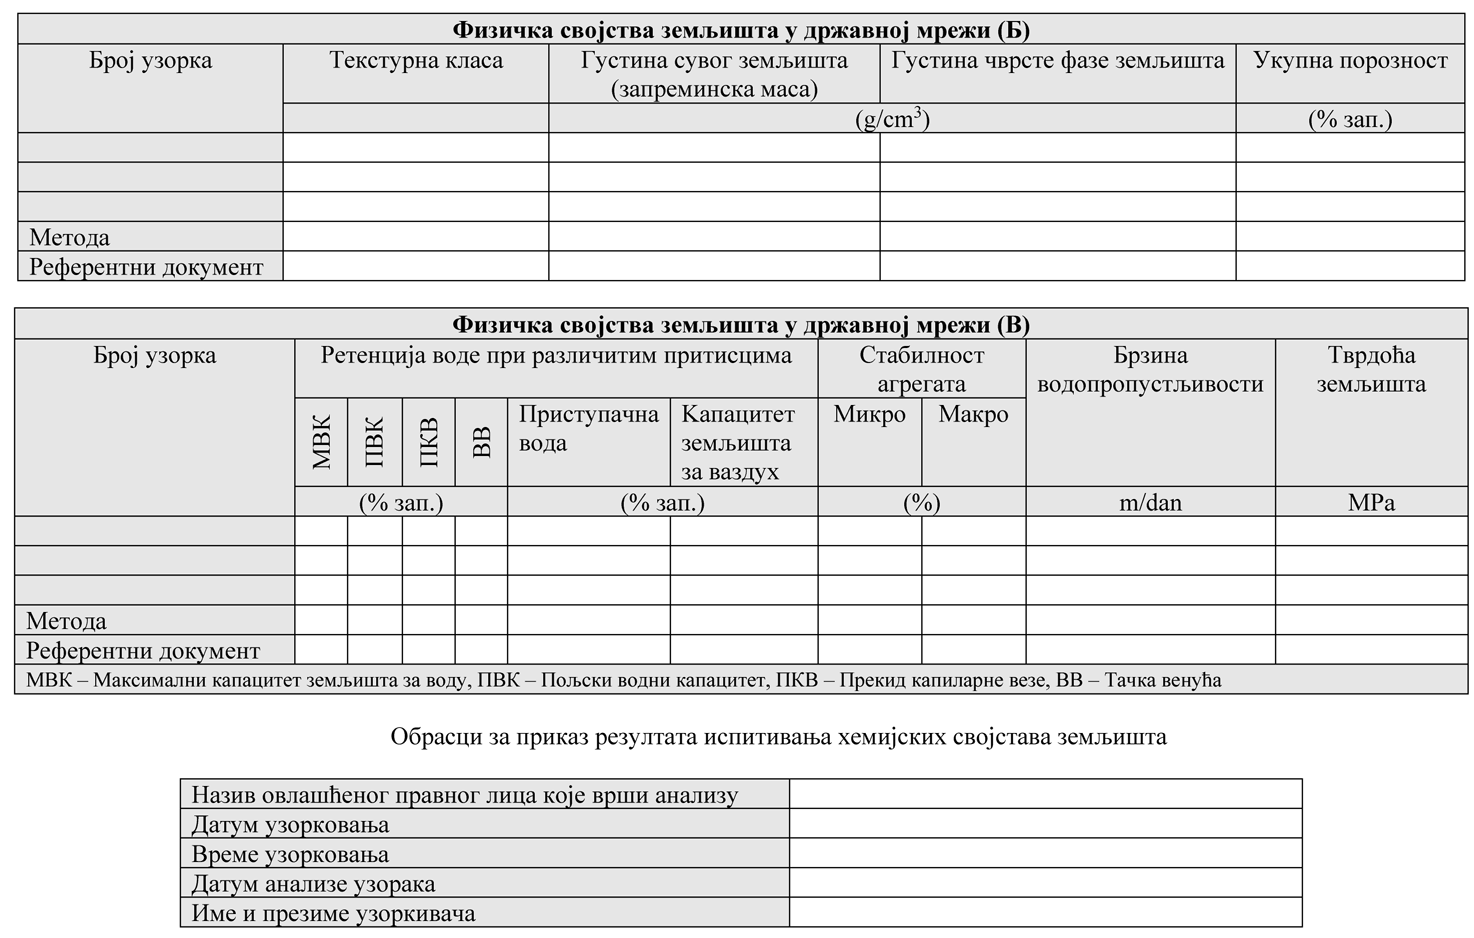 Физичка својства земљишта у државној мрежи (Б)
Број узорка Текстурна класа Густина сувог земљишта Густина чврсте фазе земљишта Укупна порозност
(запреминска маса)
(g/cm³) (% зап.)
Метода
Референтни документ
Физичка својства земљишта у државној мрежи (В)
Број узорка Ретенција воде при различитим притисцима Стабилност Брзина Тврдоћа
агрегата водопропустљивости земљишта
МВК ПВК ПКВ ВВ Приступачна Капацитет Микро Макро
вода земљишта
за ваздух
(% зап.) (% зап.) (%) m/dan MPa
Метода
Референтни документ
МВК – Максимални капацитет земљишта за воду, ПВК – Пољски водни капацитет, ПКВ – Прекид капиларне везе, ВВ – Тачка венућа
Обрасци за приказ резултата испитивања хемијских својстава земљишта
Назив овлашћеног правног лица које врши анализу
Датум узорковања
Време узорковања
Датум анализе узорака
Име и презиме узоркивача